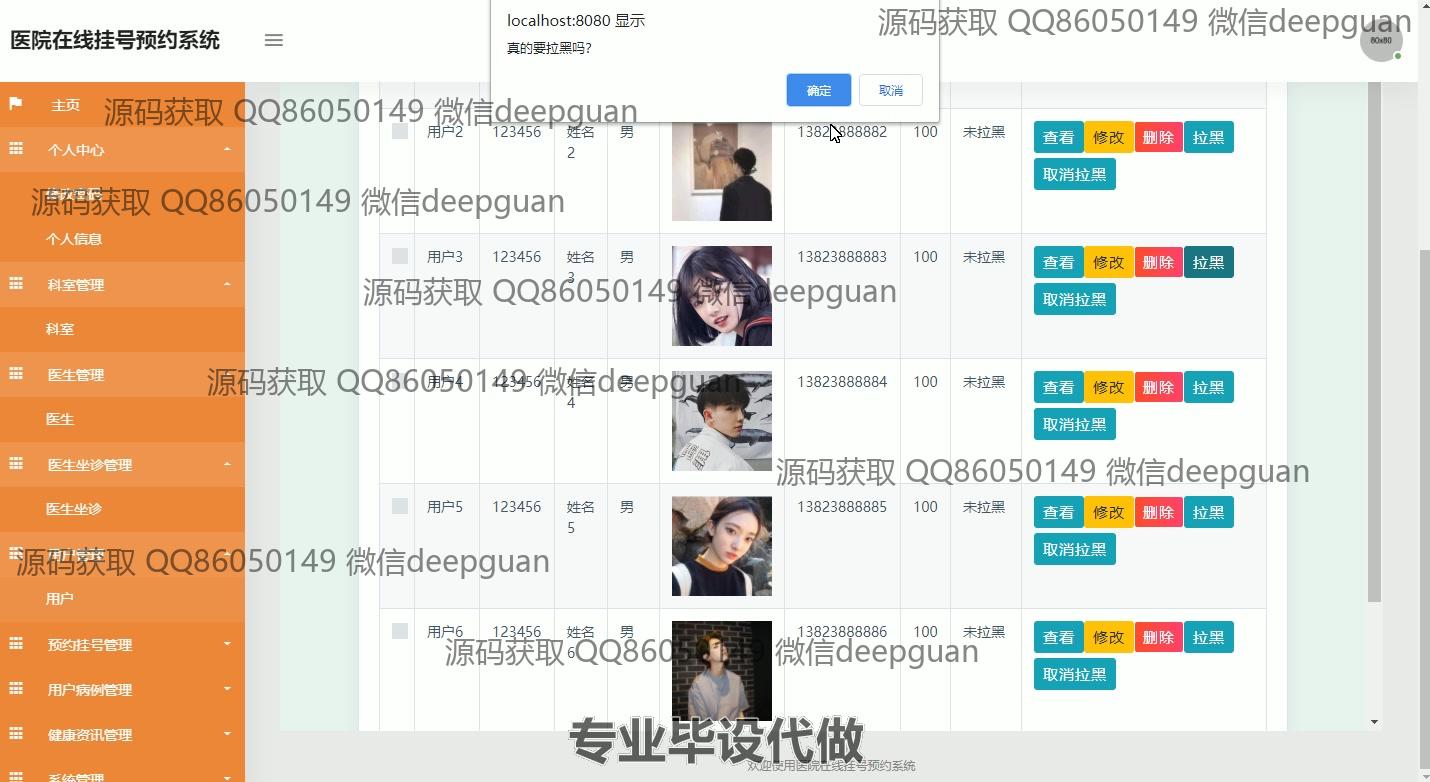 localhost:8080 显示
真的要拉黑吗?
确定
取消
源码获取 QQ86050149 微信deepguan
医院在线挂号预约系统
80x80
主页
源码获取 QQ86050149 微信deepguan
个人中心
修改密码
源码获取 QQ86050149 微信deepguan
个人信息
科室管理
科室
医生管理
医生
医生坐诊管理
医生坐诊
用户管理
用户
预约挂号管理
用户病例管理
健康资讯管理
系统管理
用户2 123456 姓名2 男 13823888882 100 未拉黑 查看 修改 删除 拉黑
取消拉黑
用户3 123456 姓名3 男 13823888883 100 未拉黑 查看 修改 删除 拉黑
取消拉黑
源码获取 QQ86050149 微信deepguan
用户4 123456 姓名4 男 13823888884 100 未拉黑 查看 修改 删除 拉黑
取消拉黑
源码获取 QQ86050149 微信deepguan
源码获取 QQ86050149 微信deepguan
用户5 123456 姓名5 男 13823888885 100 未拉黑 查看 修改 删除 拉黑
取消拉黑
源码获取 QQ86050149 微信deepguan
用户6 123456 姓名6 男 13823888886 100 未拉黑 查看 修改 删除 拉黑
取消拉黑
源码获取 QQ86050149 微信deepguan
专业毕设代做
欢迎使用医院在线挂号预约系统